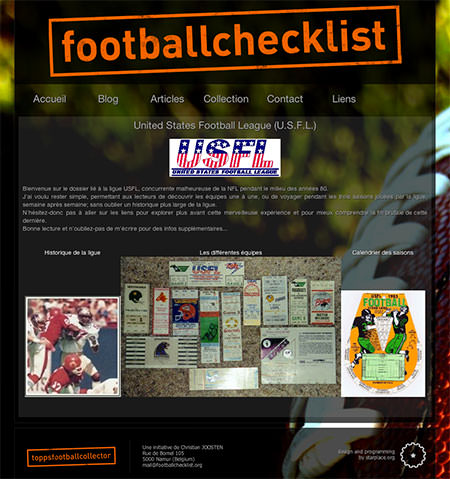 footballchecklist
Accueil Blog Articles Collection Contact Liens
United States Football League (U.S.F.L.)
USFL
UNITED STATES FOOTBALL LEAGUE
Bienvenue sur le dossier lié à la ligue USFL, concurrente malheureuse de la NFL pendant le milieu des années 80.
J'ai voulu rester simple, permettant aux lecteurs de découvrir les équipes une à une, ou de voyager pendant les trois saisons jouées par la ligue,
semaine après semaine; sans oublier un historique plus large de la ligue.
N'hésitez-donc pas à aller sur les liens pour explorer plus avant cette merveilleuse expérience et pour mieux comprendre la fin de cette
dernière.
Bonne lecture et n'oubliez-pas de m'écrire pour des infos supplémentaires...
Historique de la ligue Les différentes équipes Calendrier des saisons
USFL
FOOTBALL
toppsfootballcollector
Une initiative de Christian JOOSTEN
Rue de Bomel 105
5000 Namur (Belgium)
mail@footballchecklist.org
design and programming
by starplace.org